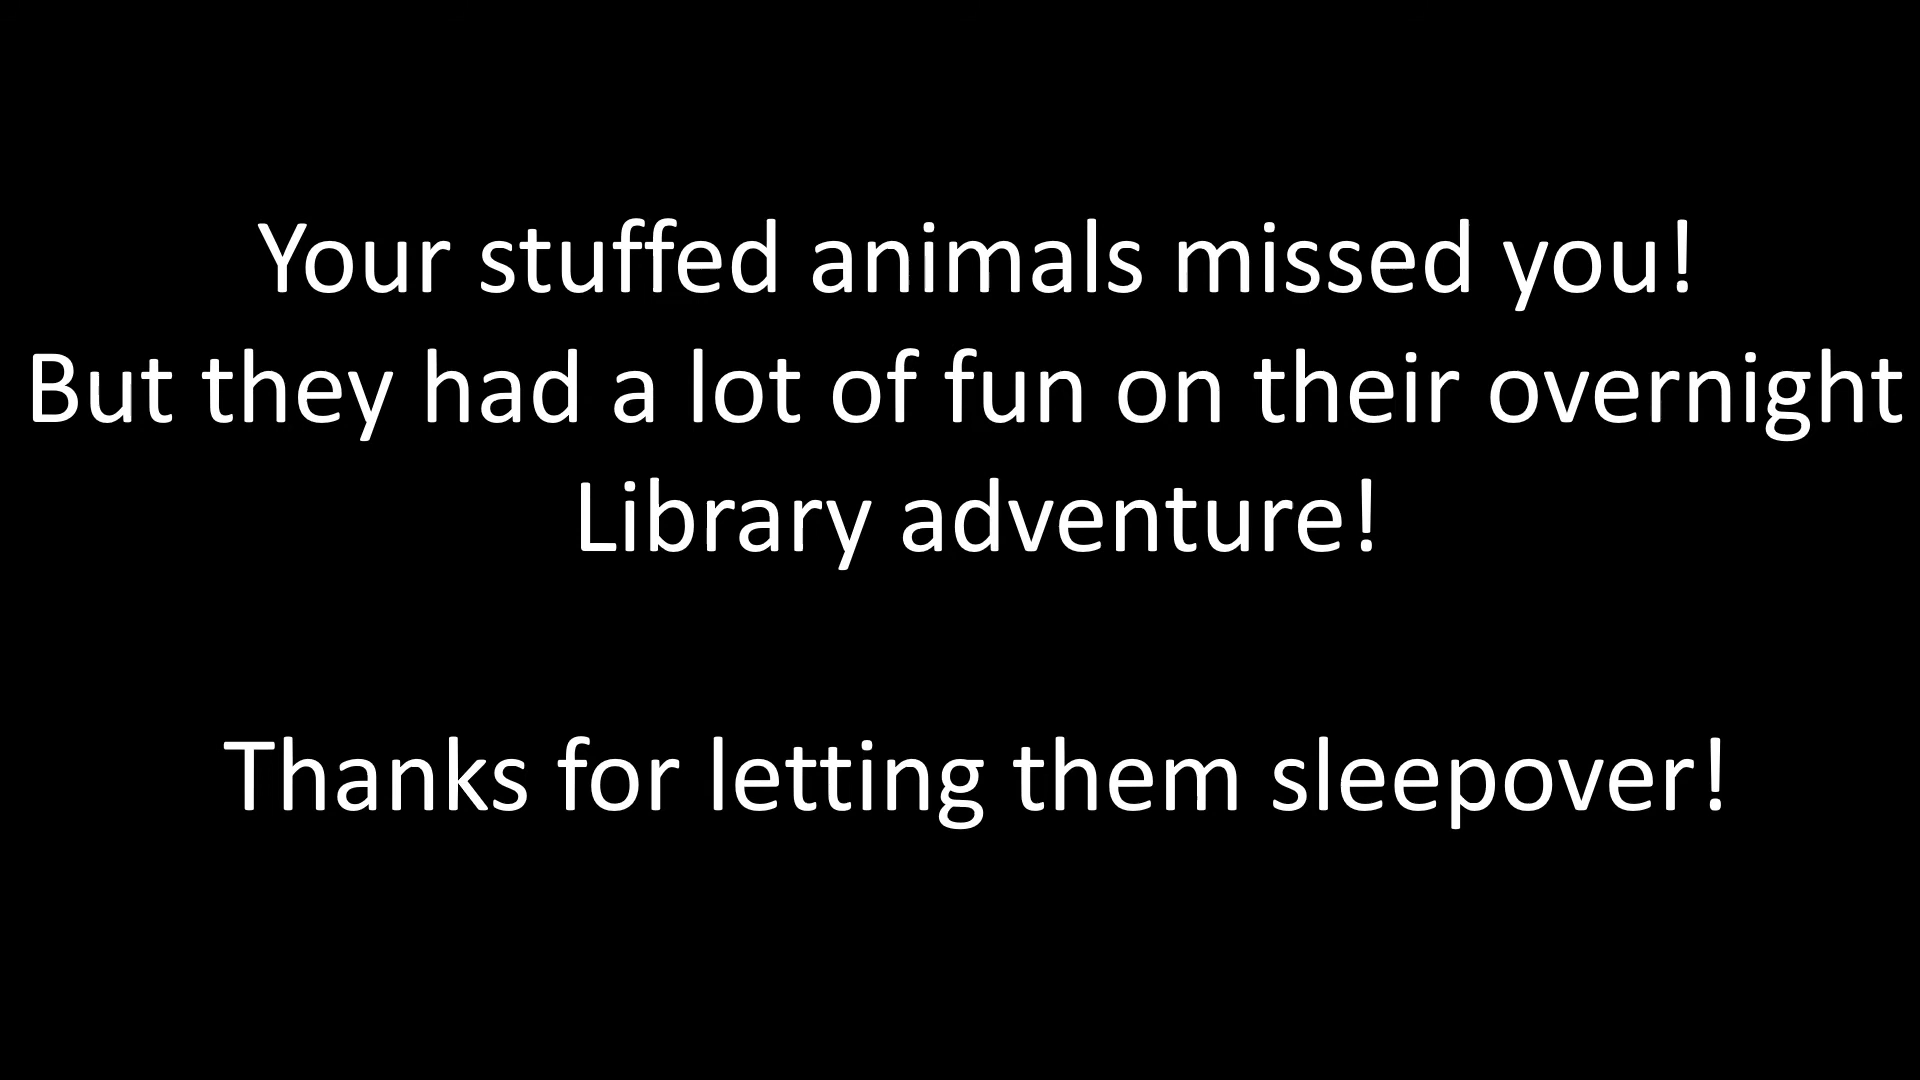 Your stuffed animals missed you!
But they had a lot of fun on their overnight
Library adventure!
Thanks for letting them sleepover!